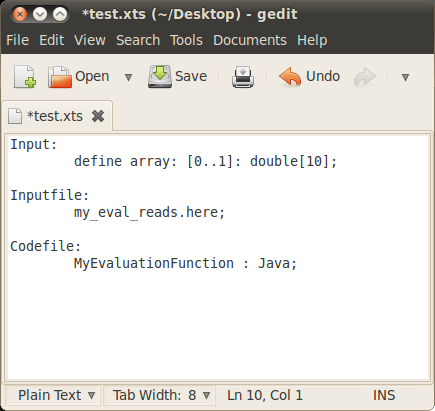 *test.xts (~/Desktop) - gedit
File Edit View Search Tools Documents Help
Open Save Undo
*test.xts
Input:
define array: [0..1]: double[10];
Inputfile:
my_eval_reads.here;
Codefile:
MyEvaluationFunction : Java;
Plain Text Tab Width: 8 Ln 10, Col 1 INS